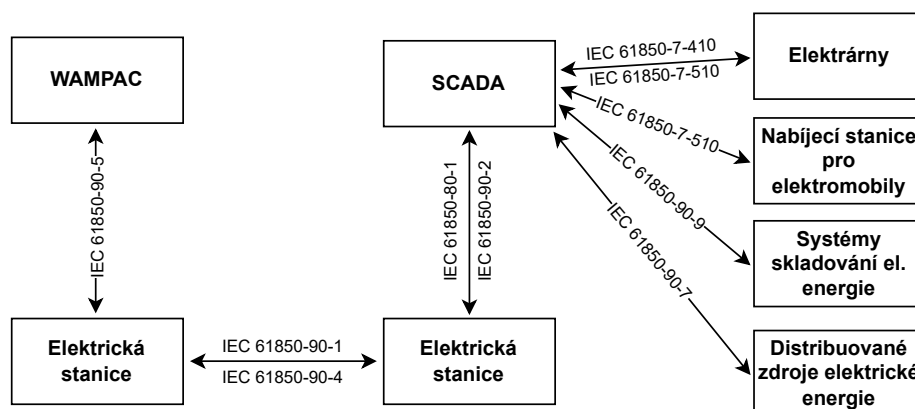 WAMPAC
SCADA
IEC 61850-7-410
IEC 61850-7-510
Elektrárny
IEC 61850-7-510
Nabíjecí stanice
pro
elektromobily
IEC 61850-90-5
IEC 61850-80-1
IEC 61850-90-2
IEC 61850-90-9
Systémy
skladování el.
energie
IEC 61850-90-7
Elektrická
stanice
IEC 61850-90-1
IEC 61850-90-4
Elektrická
stanice
Distribuované
zdroje elektrické
energie